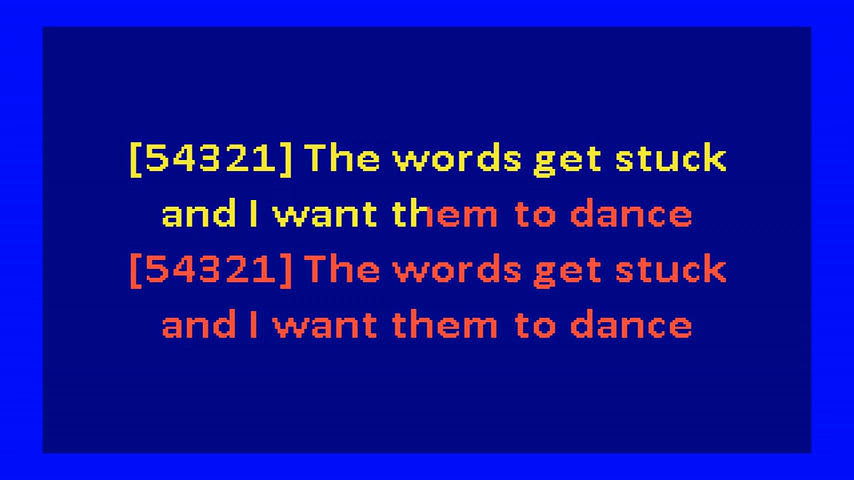 [54321] The words get stuck
and I want them to dance
[54321] The words get stuck
and I want them to dance